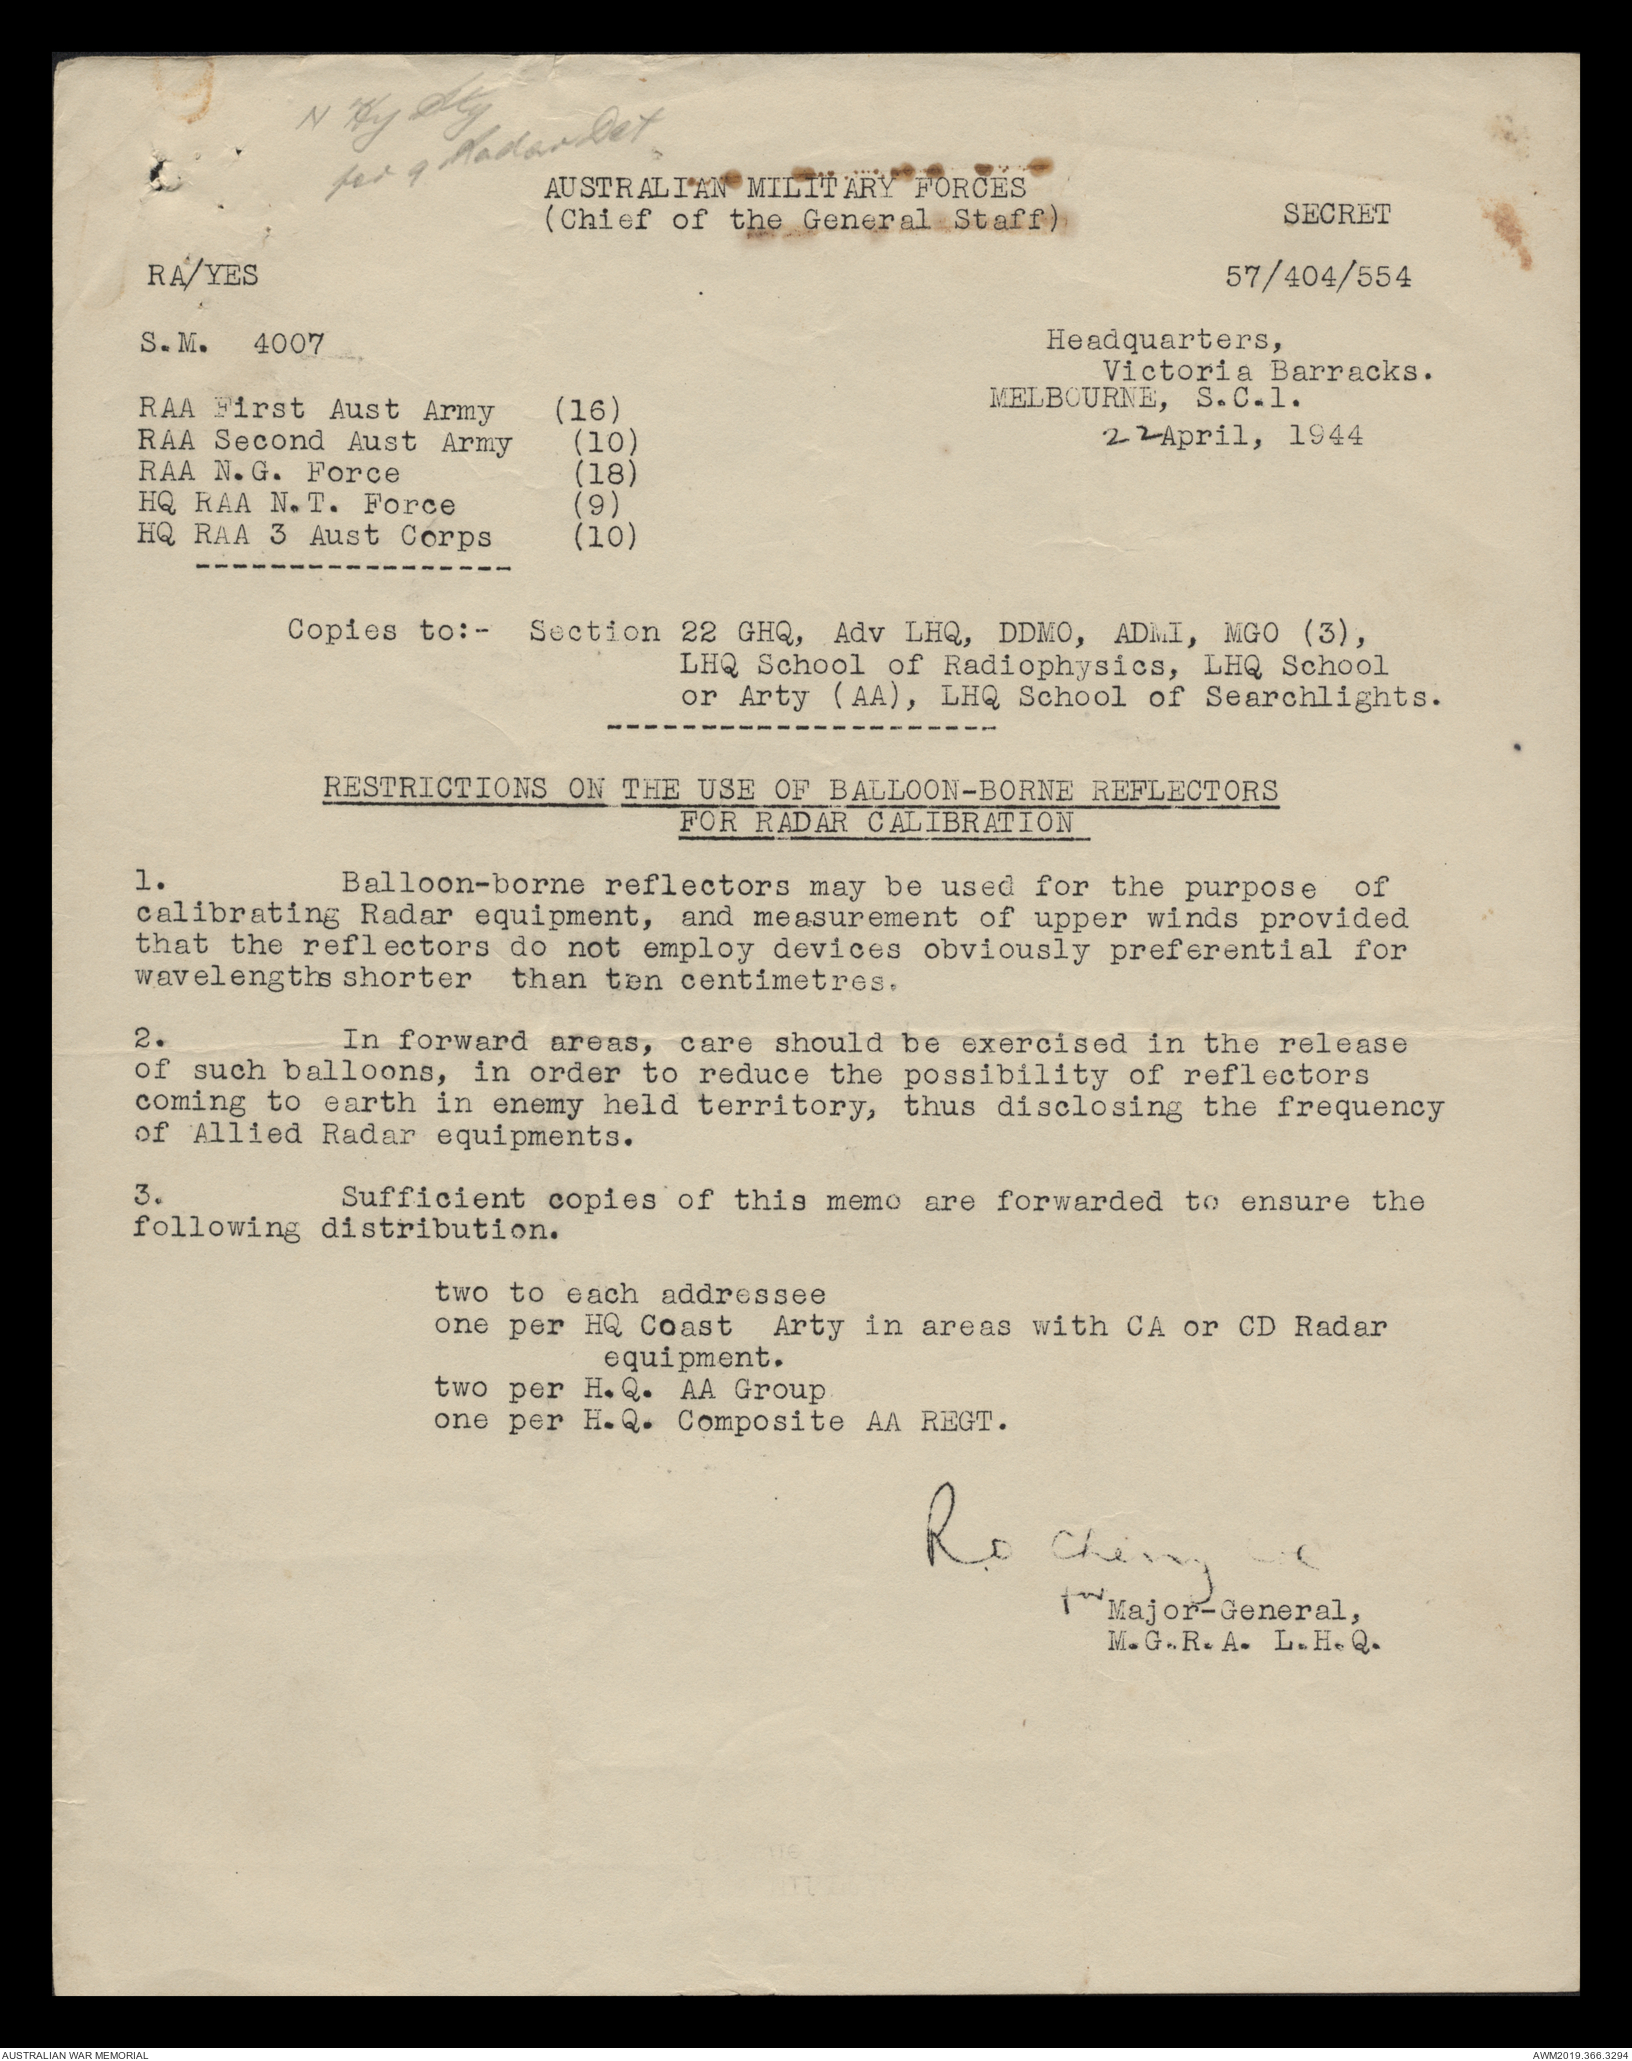 N Hy Bty
for 9 Radar Det
AUSTRALIAN MILITARY FORCES
(Chief of the General Staff)
SECRET
RA/YES
57/404/554
S.M. 4007
Headquarters,
Victoria Barracks.
MELBOURNE, S.C.1.
22 April, 1944
RAA First Aust Army (16)
RAA Second Aust Army (10)
RAA N.G. Force (18)
HQ RAA N.T. Force (9)
HQ RAA 3 Aust Corps (10)
-----------------
Copies to:- Section 22 GHQ, Adv LHQ, DDMO, ADMI, MGO (3),
LHQ School of Radiophysics, LHQ School
or Arty (AA), LHQ School of Searchlights.
---------------------
RESTRICTIONS ON THE USE OF BALLOON-BORNE REFLECTORS
FOR RADAR CALIBRATION
1. Balloon-borne reflectors may be used for the purpose of
calibrating Radar equipment, and measurement of upper winds provided
that the reflectors do not employ devices obviously preferential for
wavelengths shorter than ten centimetres.
2. In forward areas, care should be exercised in the release
of such balloons, in order to reduce the possibility of reflectors
coming to earth in enemy held territory, thus disclosing the frequency
of Allied Radar equipments.
3. Sufficient copies of this memo are forwarded to ensure the
following distribution.
two to each addressee
one per HQ Coast Arty in areas with CA or CD Radar
equipment.
two per H.Q. AA Group
one per H.Q. Composite AA REGT.
for Major-General,
M.G.R.A. L.H.Q.
AUSTRALIAN WAR MEMORIAL
AWM2019.366.3294